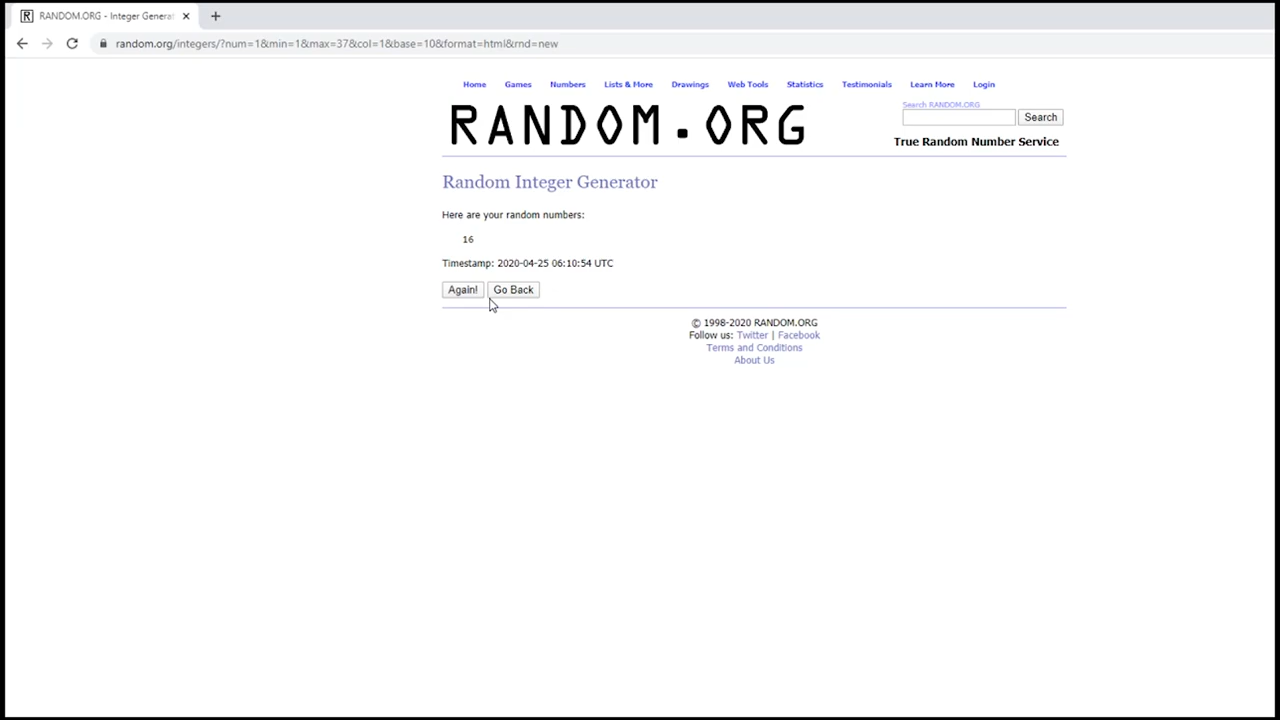 RANDOM.ORG - Integer Generat
random.org/integers/?num=1&min=1&max=37&col=1&base=10&format=html&rnd=new
Home Games Numbers Lists & More Drawings Web Tools Statistics Testimonials Learn More Login
RANDOM.ORG
Search RANDOM.ORG
Search
True Random Number Service
Random Integer Generator
Here are your random numbers:
16
Timestamp: 2020-04-25 06:10:54 UTC
Again! Go Back
© 1998-2020 RANDOM.ORG
Follow us: Twitter | Facebook
Terms and Conditions
About Us